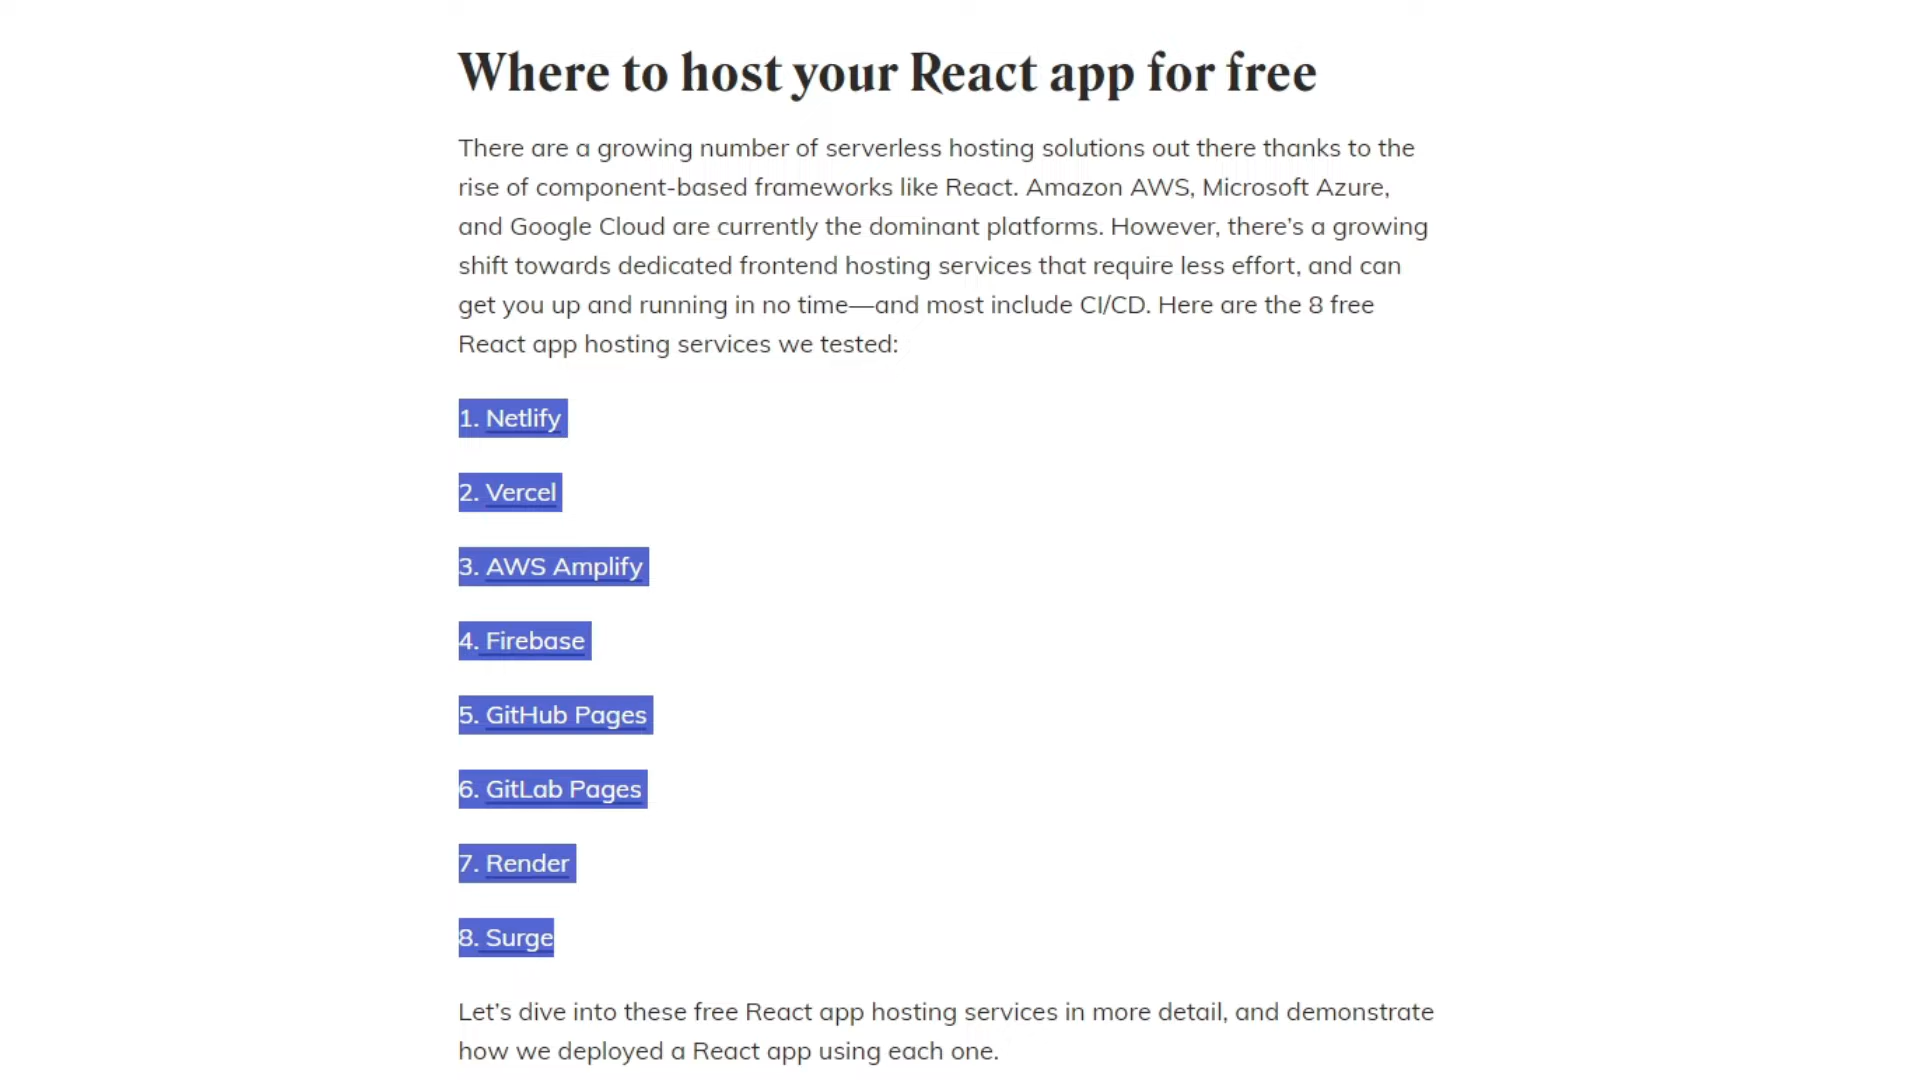 Where to host your React app for free
There are a growing number of serverless hosting solutions out there thanks to the
rise of component-based frameworks like React. Amazon AWS, Microsoft Azure,
and Google Cloud are currently the dominant platforms. However, there’s a growing
shift towards dedicated frontend hosting services that require less effort, and can
get you up and running in no time—and most include CI/CD. Here are the 8 free
React app hosting services we tested:
1. Netlify
2. Vercel
3. AWS Amplify
4. Firebase
5. GitHub Pages
6. GitLab Pages
7. Render
8. Surge
Let’s dive into these free React app hosting services in more detail, and demonstrate
how we deployed a React app using each one.